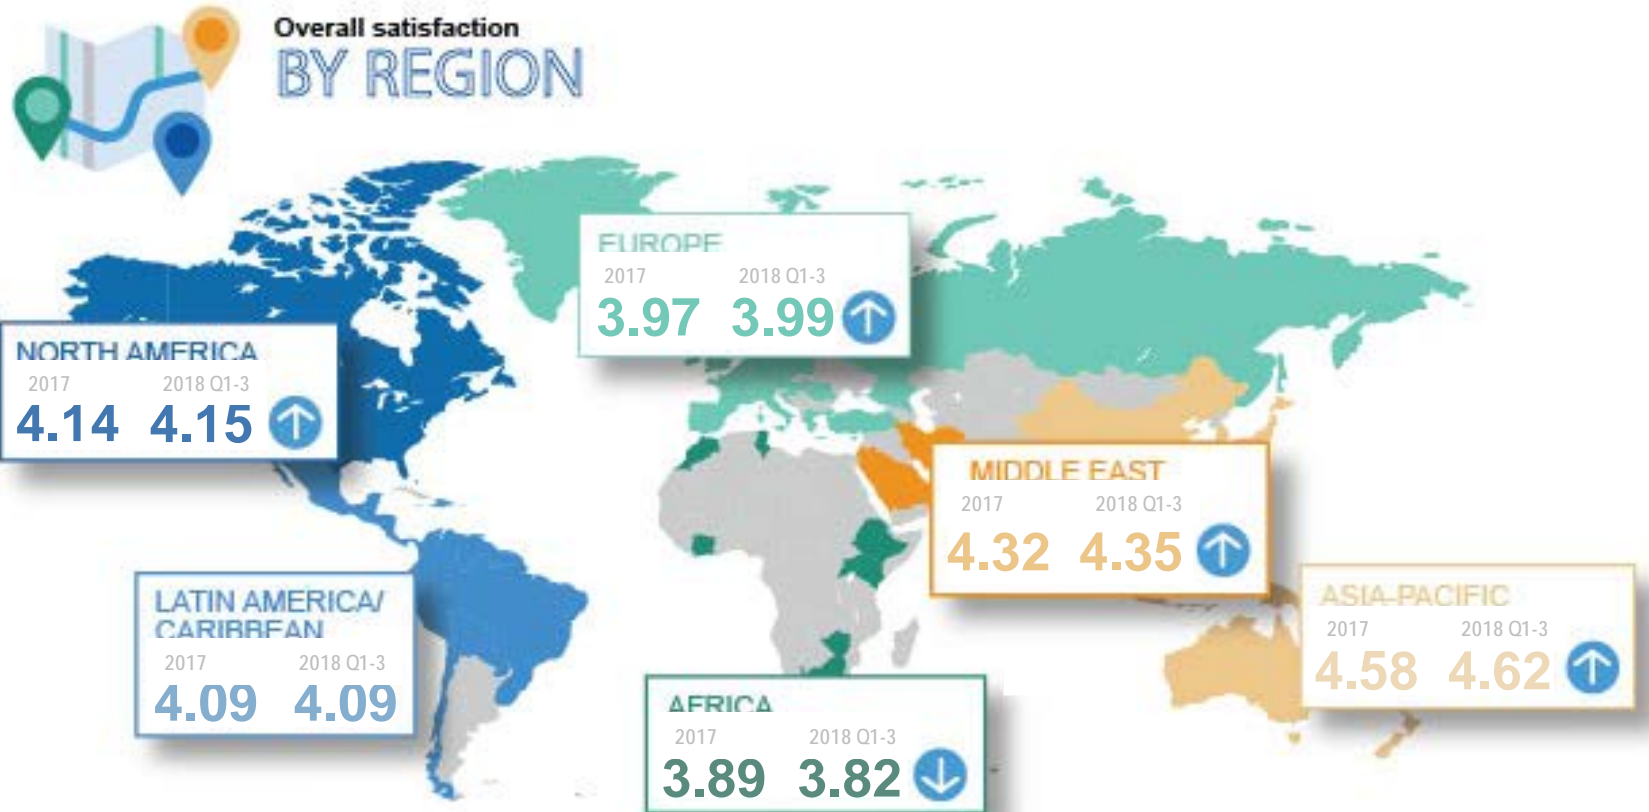 Overall satisfaction
BY REGION
EUROPE
2017 2018 Q1-3
3.97 3.99
NORTH AMERICA
2017 2018 Q1-3
4.14 4.15
MIDDLE EAST
2017 2018 Q1-3
4.32 4.35
LATIN AMERICA/
CARIBBEAN
2017 2018 Q1-3
4.09 4.09
ASIA-PACIFIC
2017 2018 Q1-3
4.58 4.62
AFRICA
2017 2018 Q1-3
3.89 3.82